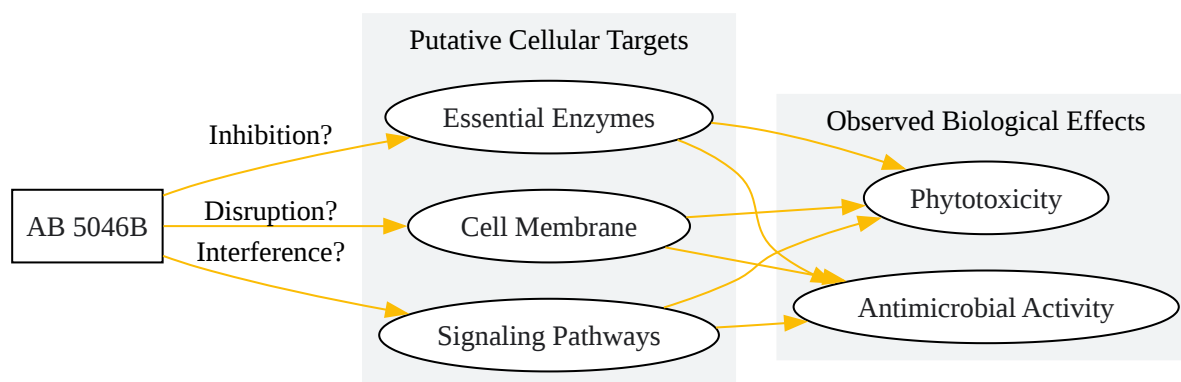 Putative Cellular Targets
Essential Enzymes
Observed Biological Effects
Inhibition?
Phytotoxicity
AB 5046B
Disruption?
Cell Membrane
Interference?
Antimicrobial Activity
Signaling Pathways